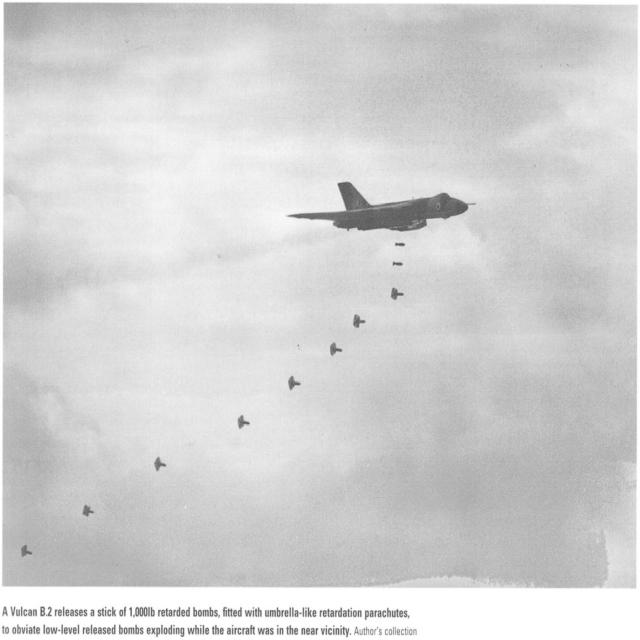 A Vulcan B.2 releases a stick of 1,000lb retarded bombs, fitted with umbrella-like retardation parachutes,
to obviate low-level released bombs exploding while the aircraft was in the near vicinity. Author's collection